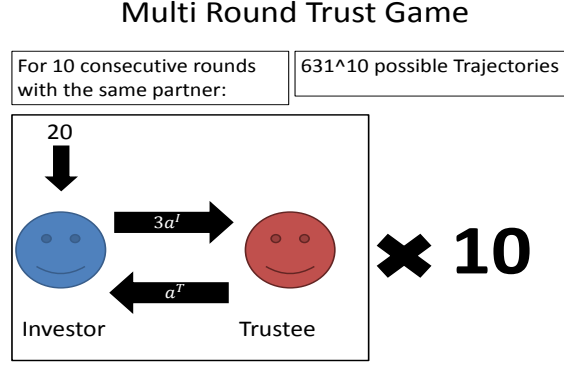 Multi Round Trust Game
For 10 consecutive rounds
with the same partner:
631^10 possible Trajectories
20
3a^I
a^T
Investor
Trustee
× 10